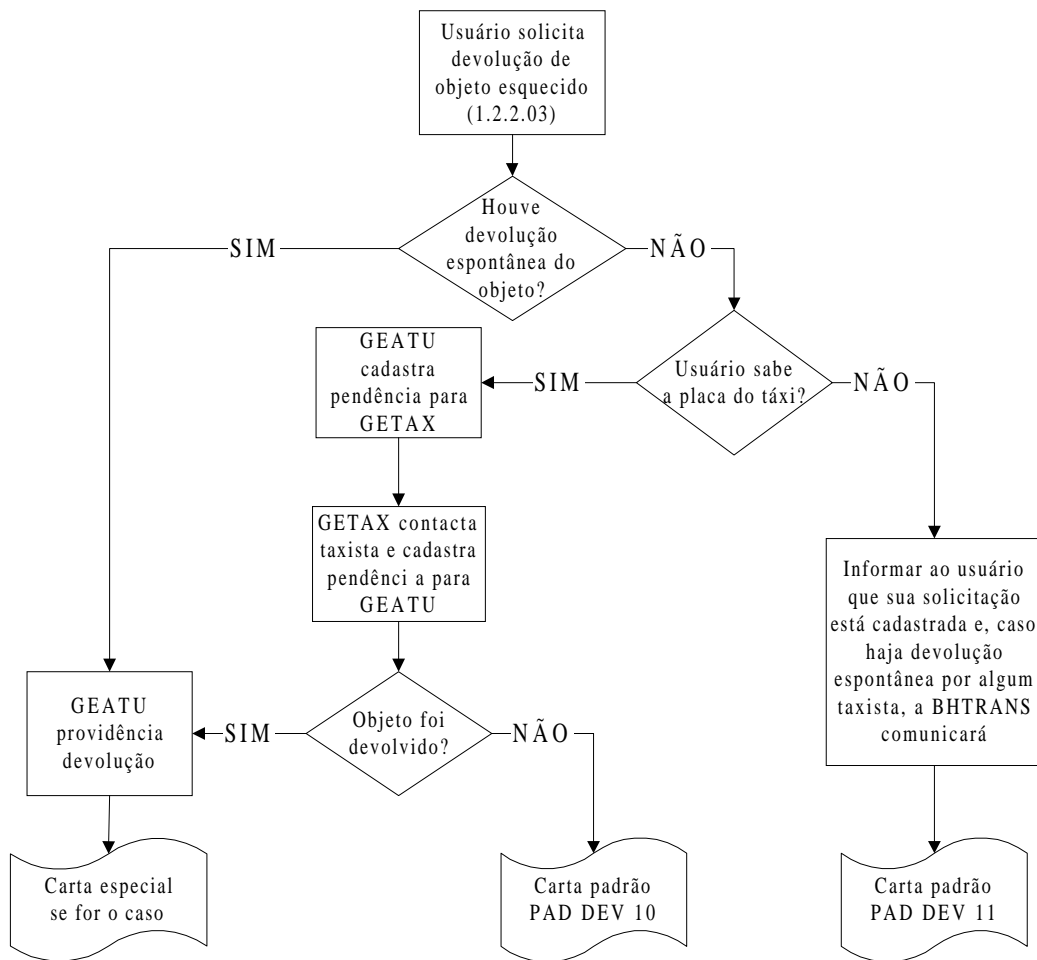 Usuário solicita
devolução de
objeto esquecido
(1.2.2.03)
Houve
devolução
espontânea do
objeto?
SIM
NÃO
GEATU
cadastra
pendência para
GETAX
SIM
Usuário sabe
a placa do táxi?
NÃO
GETAX contacta
taxista e cadastra
pendênci a para
GEATU
Informar ao usuário
que sua solicitação
está cadastrada e, caso
haja devolução
espontânea por algum
taxista, a BHTRANS
comunicará
GEATU
providência
devolução
SIM
Objeto foi
devolvido?
NÃO
Carta especial
se for o caso
Carta padrão
PAD DEV 10
Carta padrão
PAD DEV 11